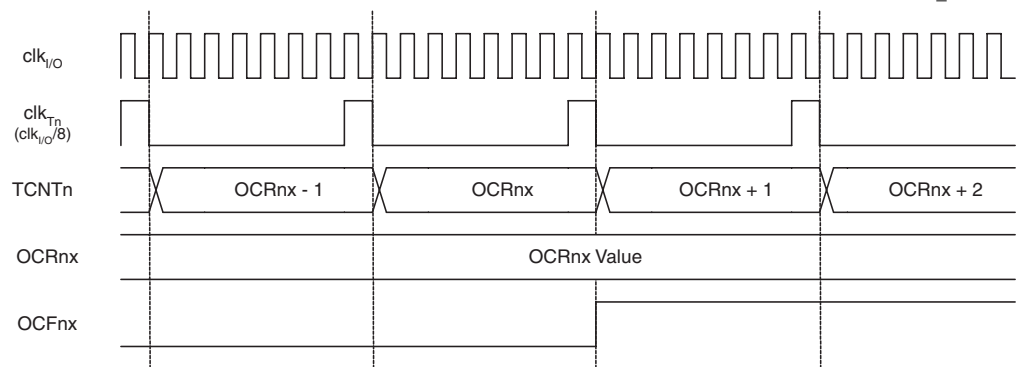 clkI/O
clkTn
(clkI/O/8)
TCNTn
OCRnx - 1
OCRnx
OCRnx + 1
OCRnx + 2
OCRnx
OCRnx Value
OCFnx